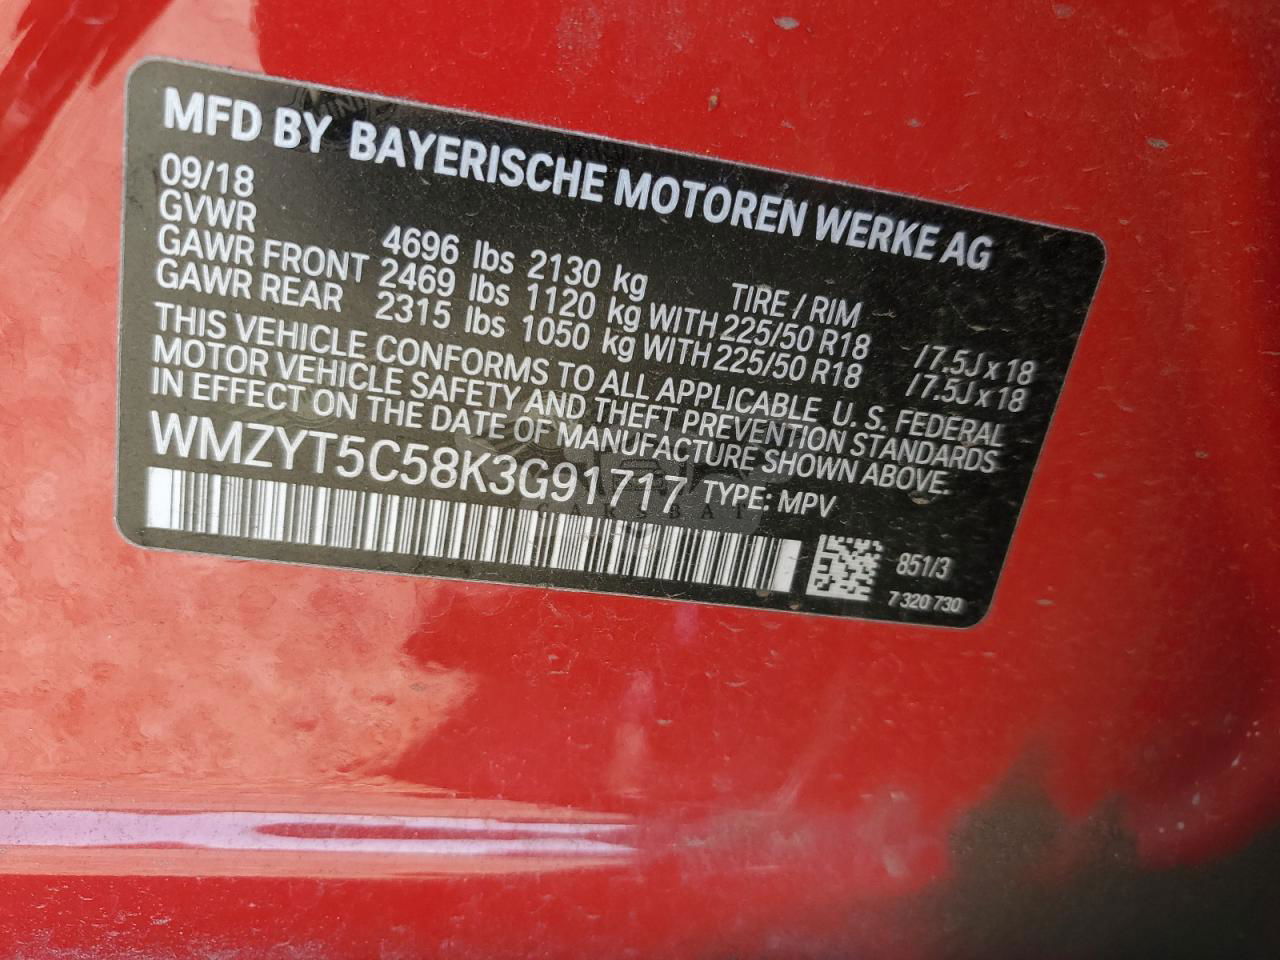 MFD BY BAYERISCHE MOTOREN WERKE AG
09/18
GVWR 4696 lbs 2130 kg TIRE / RIM
GAWR FRONT 2469 lbs 1120 kg WITH 225/50 R18 /7.5J x 18
GAWR REAR 2315 lbs 1050 kg WITH 225/50 R18 /7.5J x 18
THIS VEHICLE CONFORMS TO ALL APPLICABLE U. S. FEDERAL
MOTOR VEHICLE SAFETY AND THEFT PREVENTION STANDARDS
IN EFFECT ON THE DATE OF MANUFACTURE SHOWN ABOVE.
WMZYT5C58K3G91717 TYPE: MPV
CARSBAT
851/3
7 320 730